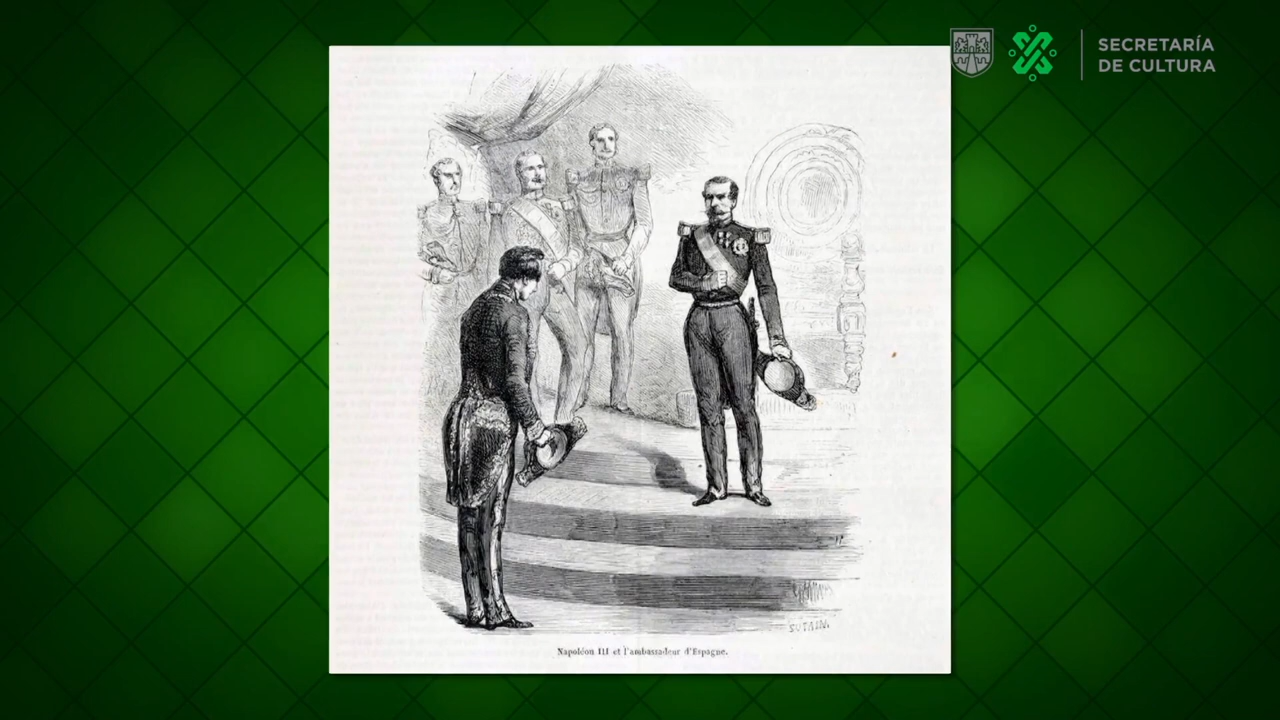 SECRETARÍA
DE CULTURA
Napoléon III et l'ambassadeur d'Espagne.